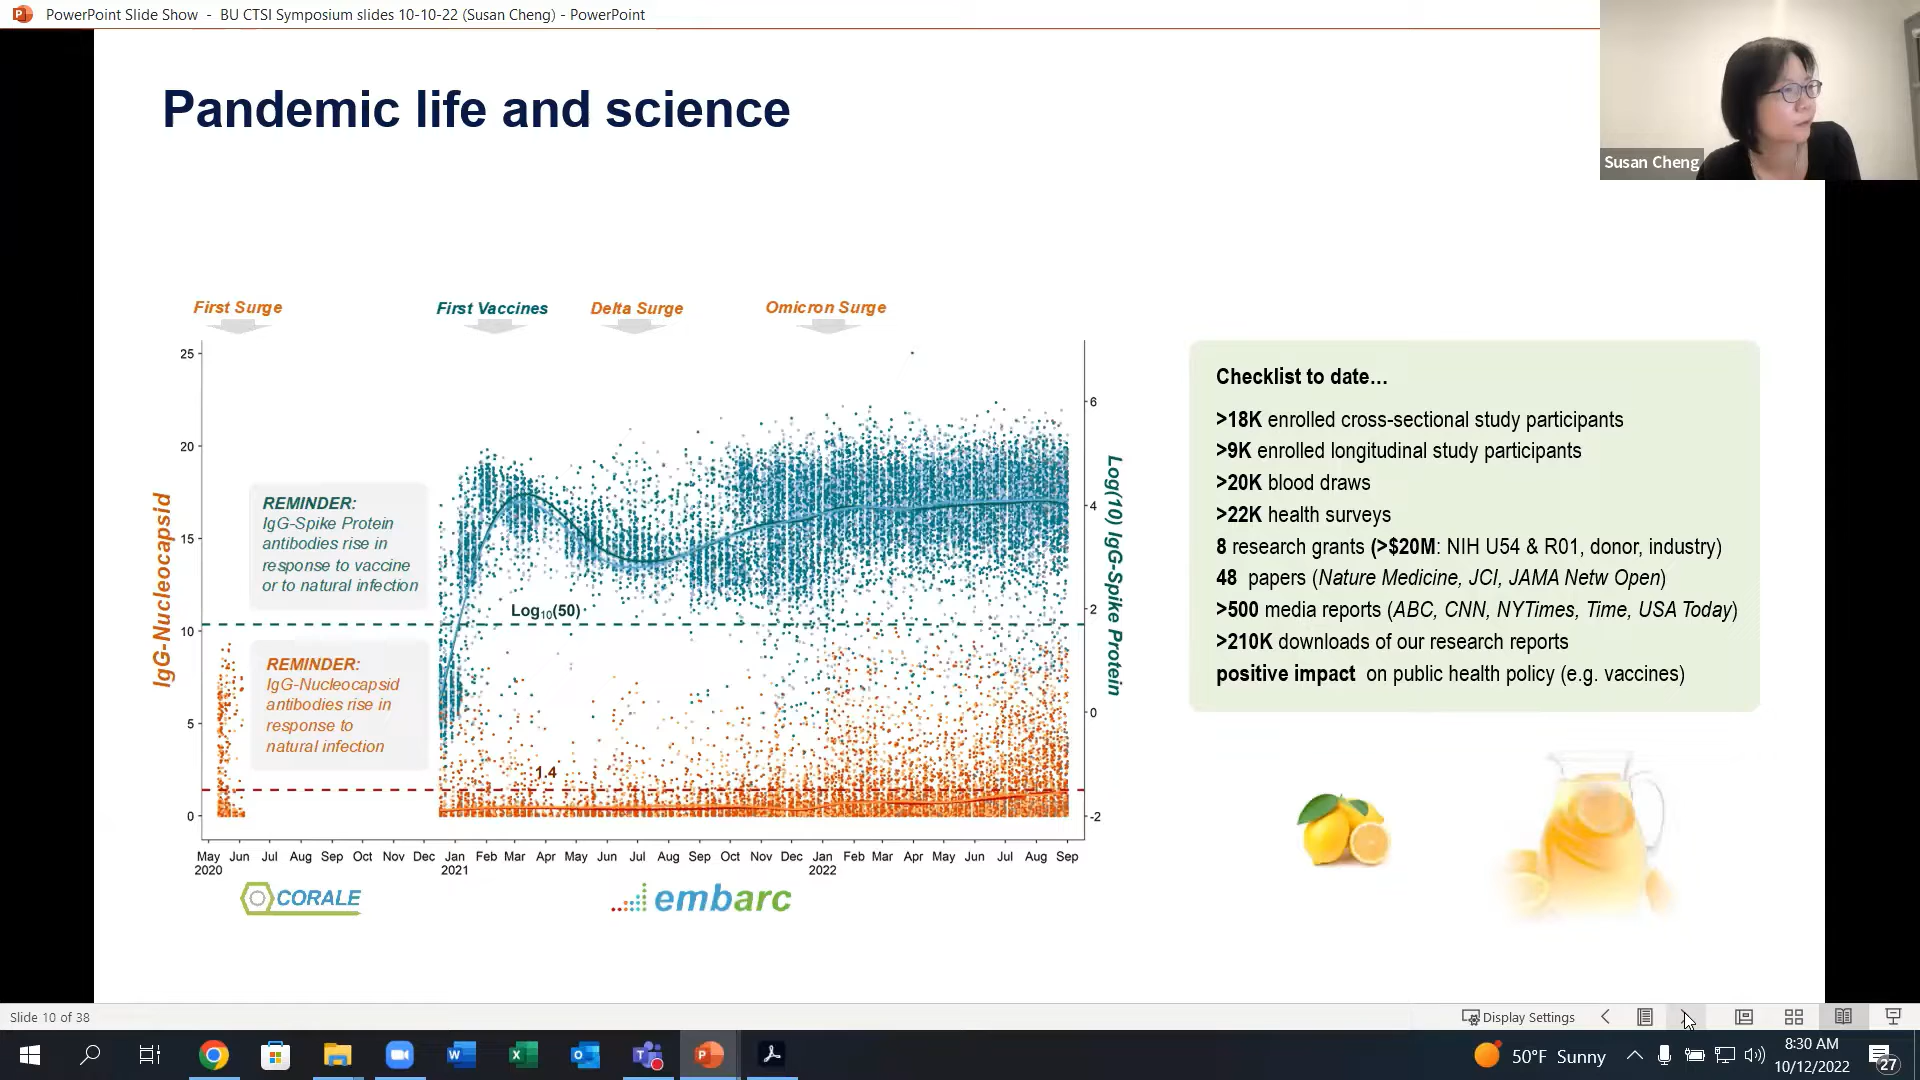 PowerPoint Slide Show - BU CTSI Symposium slides 10-10-22 (Susan Cheng) - PowerPoint
Susan Cheng
Pandemic life and science
First Surge
First Vaccines
Delta Surge
Omicron Surge
25
20
15
10
5
0
IgG-Nucleocapsid
REMINDER:
IgG-Spike Protein
antibodies rise in
response to vaccine
or to natural infection
REMINDER:
IgG-Nucleocapsid
antibodies rise in
response to
natural infection
Log10(50)
1.4
6
4
2
0
-2
Log(10) IgG-Spike Protein
May Jun Jul Aug Sep Oct Nov Dec Jan Feb Mar Apr May Jun Jul Aug Sep Oct Nov Dec Jan Feb Mar Apr May Jun Jul Aug Sep
2020 2021 2022
CORALE
embarc
Checklist to date…
>18K enrolled cross-sectional study participants
>9K enrolled longitudinal study participants
>20K blood draws
>22K health surveys
8 research grants (>$20M: NIH U54 & R01, donor, industry)
48 papers (Nature Medicine, JCI, JAMA Netw Open)
>500 media reports (ABC, CNN, NYTimes, Time, USA Today)
>210K downloads of our research reports
positive impact on public health policy (e.g. vaccines)
Slide 10 of 38
Display Settings
50°F Sunny
8:30 AM
10/12/2022
27